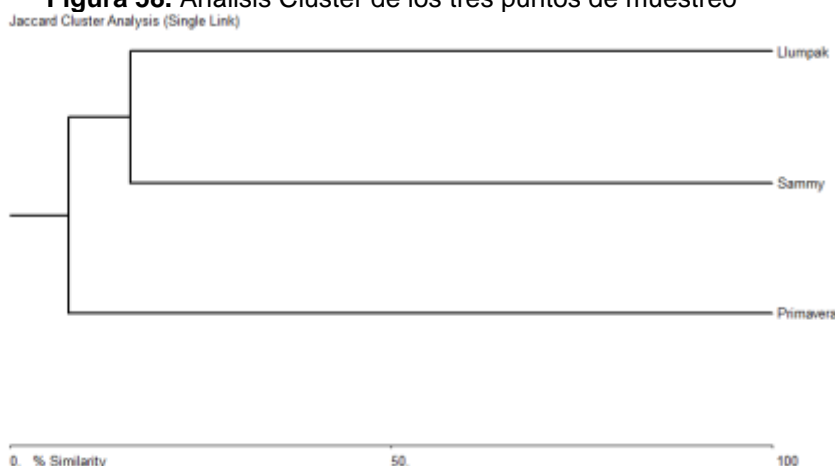 Figura 58. Análisis Cluster de los tres puntos de muestreo
Jaccard Cluster Analysis (Single Link)
Llumpak
Sammy
Primavera
0. % Similarity 50. 100